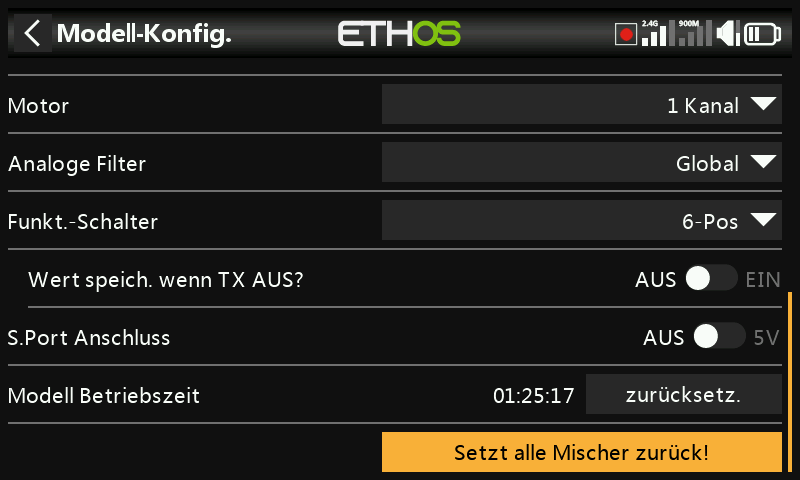 Modell-Konfig. ETHOS 2.4G 900M
Motor 1 Kanal
Analoge Filter Global
Funkt.-Schalter 6-Pos
Wert speich. wenn TX AUS? AUS EIN
S.Port Anschluss AUS 5V
Modell Betriebszeit 01:25:17 zurücksetz.
Setzt alle Mischer zurück!